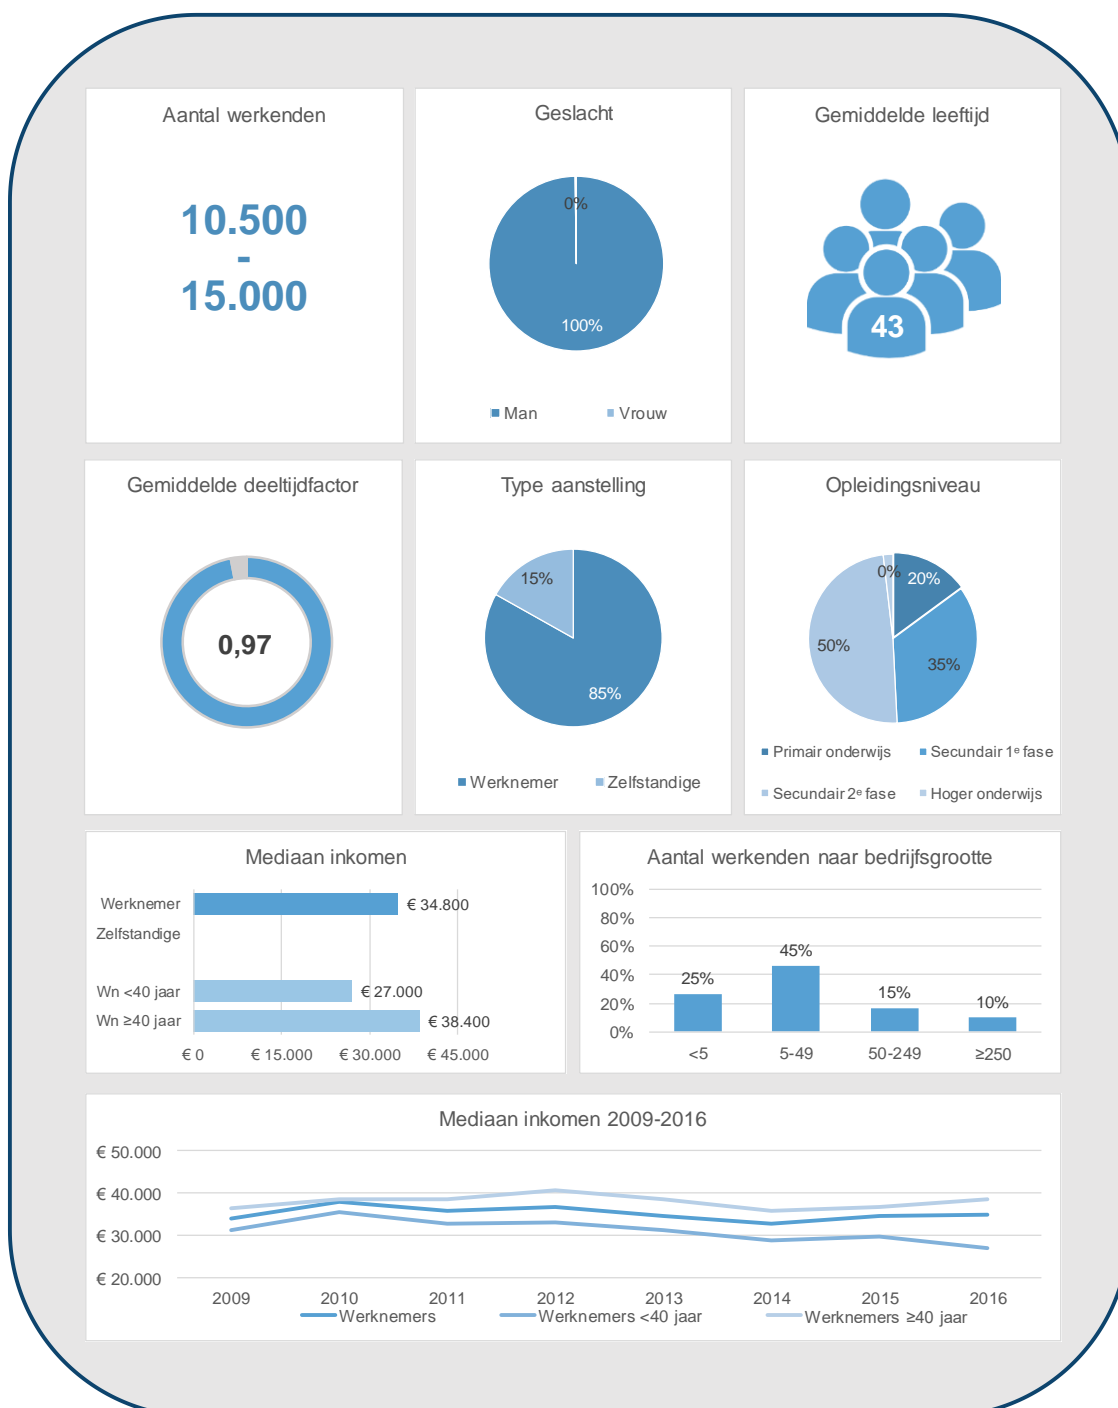 Aantal werkenden
10.500
-
15.000
Geslacht
0%
100%
Man
Vrouw
Gemiddelde leeftijd
43
Gemiddelde deeltijdfactor
0,97
Type aanstelling
15%
85%
Werknemer
Zelfstandige
Opleidingsniveau
0%
20%
50%
35%
Primair onderwijs
Secundair 1e fase
Secundair 2e fase
Hoger onderwijs
Mediaan inkomen
Werknemer
€ 34.800
Zelfstandige
Wn <40 jaar
€ 27.000
Wn ≥40 jaar
€ 38.400
€ 0
€ 15.000
€ 30.000
€ 45.000
Aantal werkenden naar bedrijfsgrootte
100%
80%
60%
40%
20%
0%
25%
45%
15%
10%
<5
5-49
50-249
≥250
Mediaan inkomen 2009-2016
€ 50.000
€ 40.000
€ 30.000
€ 20.000
2009
2010
2011
2012
2013
2014
2015
2016
Werknemers
Werknemers <40 jaar
Werknemers ≥40 jaar